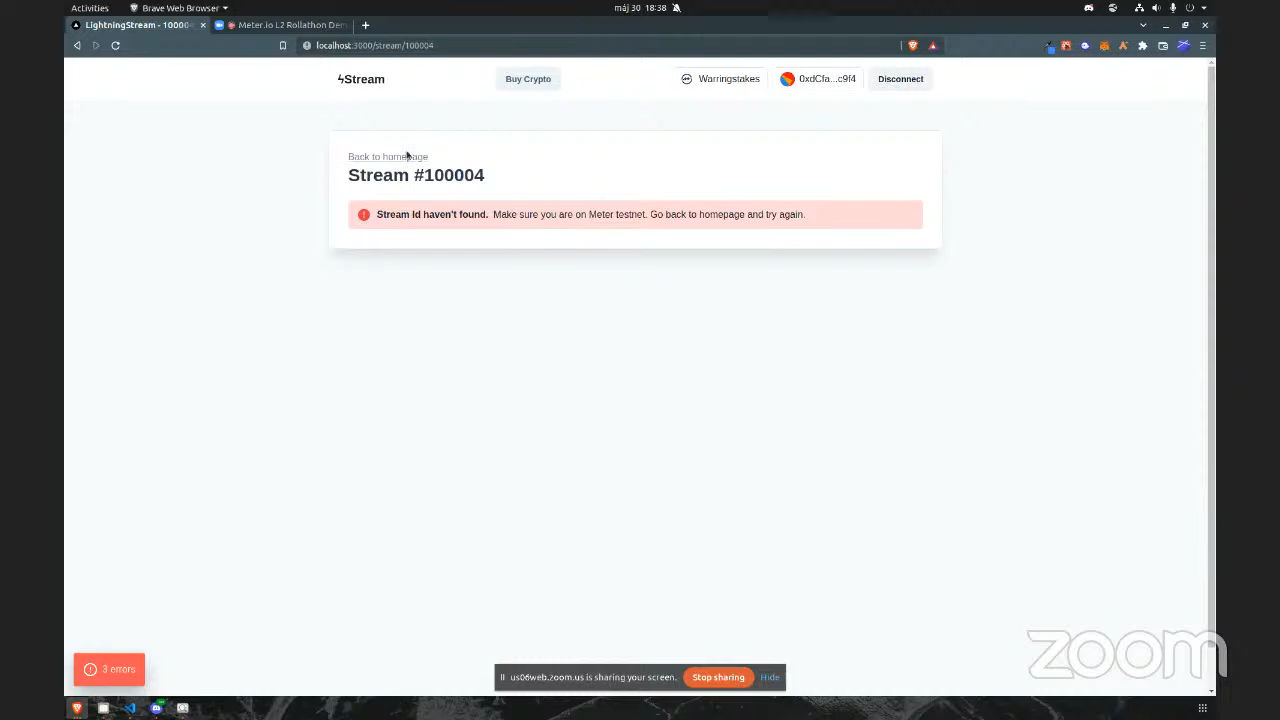 Activities
Brave Web Browser
máj 30 18:38
LightningStream - 10000
Meter.io L2 Rollathon Dem
localhost:3000/stream/100004
ϟStream
Buy Crypto
Warringstakes
0xdCfa...c9f4
Disconnect
Back to homepage
Stream #100004
Stream Id haven't found. Make sure you are on Meter testnet. Go back to homepage and try again.
3 errors
us06web.zoom.us is sharing your screen.
Stop sharing
Hide
zoom